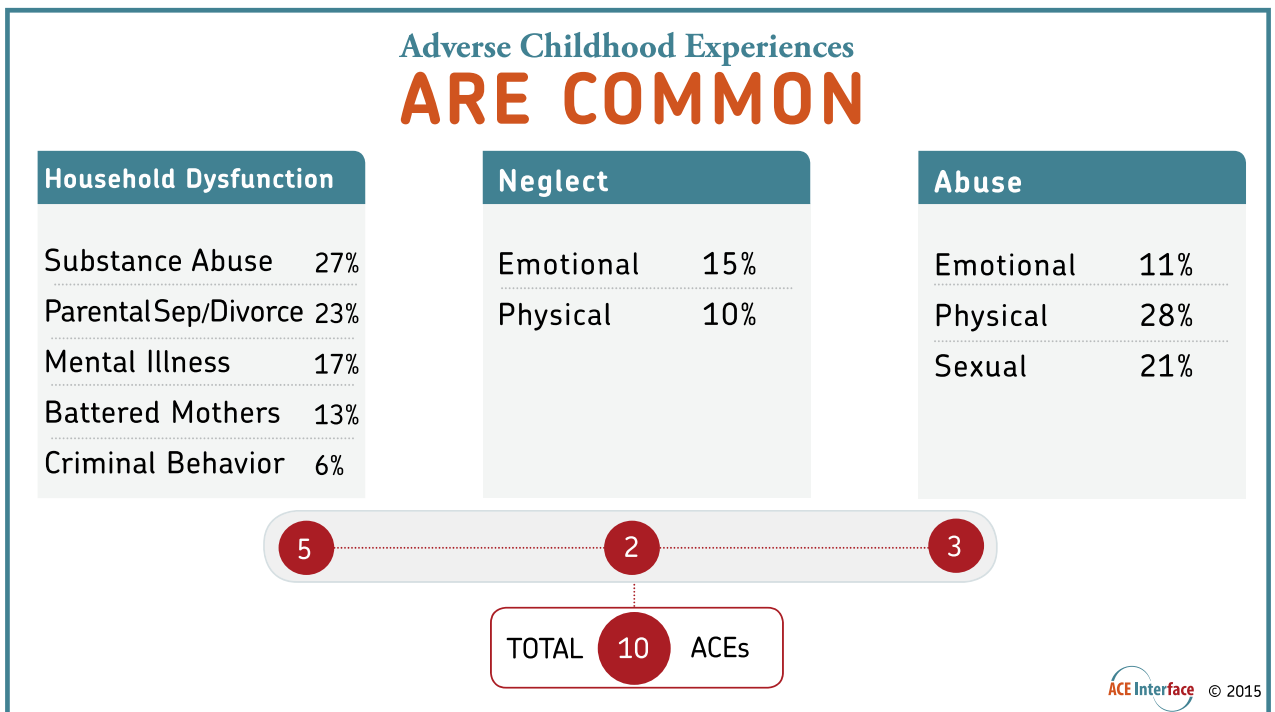 Adverse Childhood Experiences
ARE COMMON
Household Dysfunction
Substance Abuse 27%
ParentalSep/Divorce 23%
Mental Illness 17%
Battered Mothers 13%
Criminal Behavior 6%
Neglect
Emotional 15%
Physical 10%
Abuse
Emotional 11%
Physical 28%
Sexual 21%
5 2 3
TOTAL 10 ACEs
ACE Interface © 2015